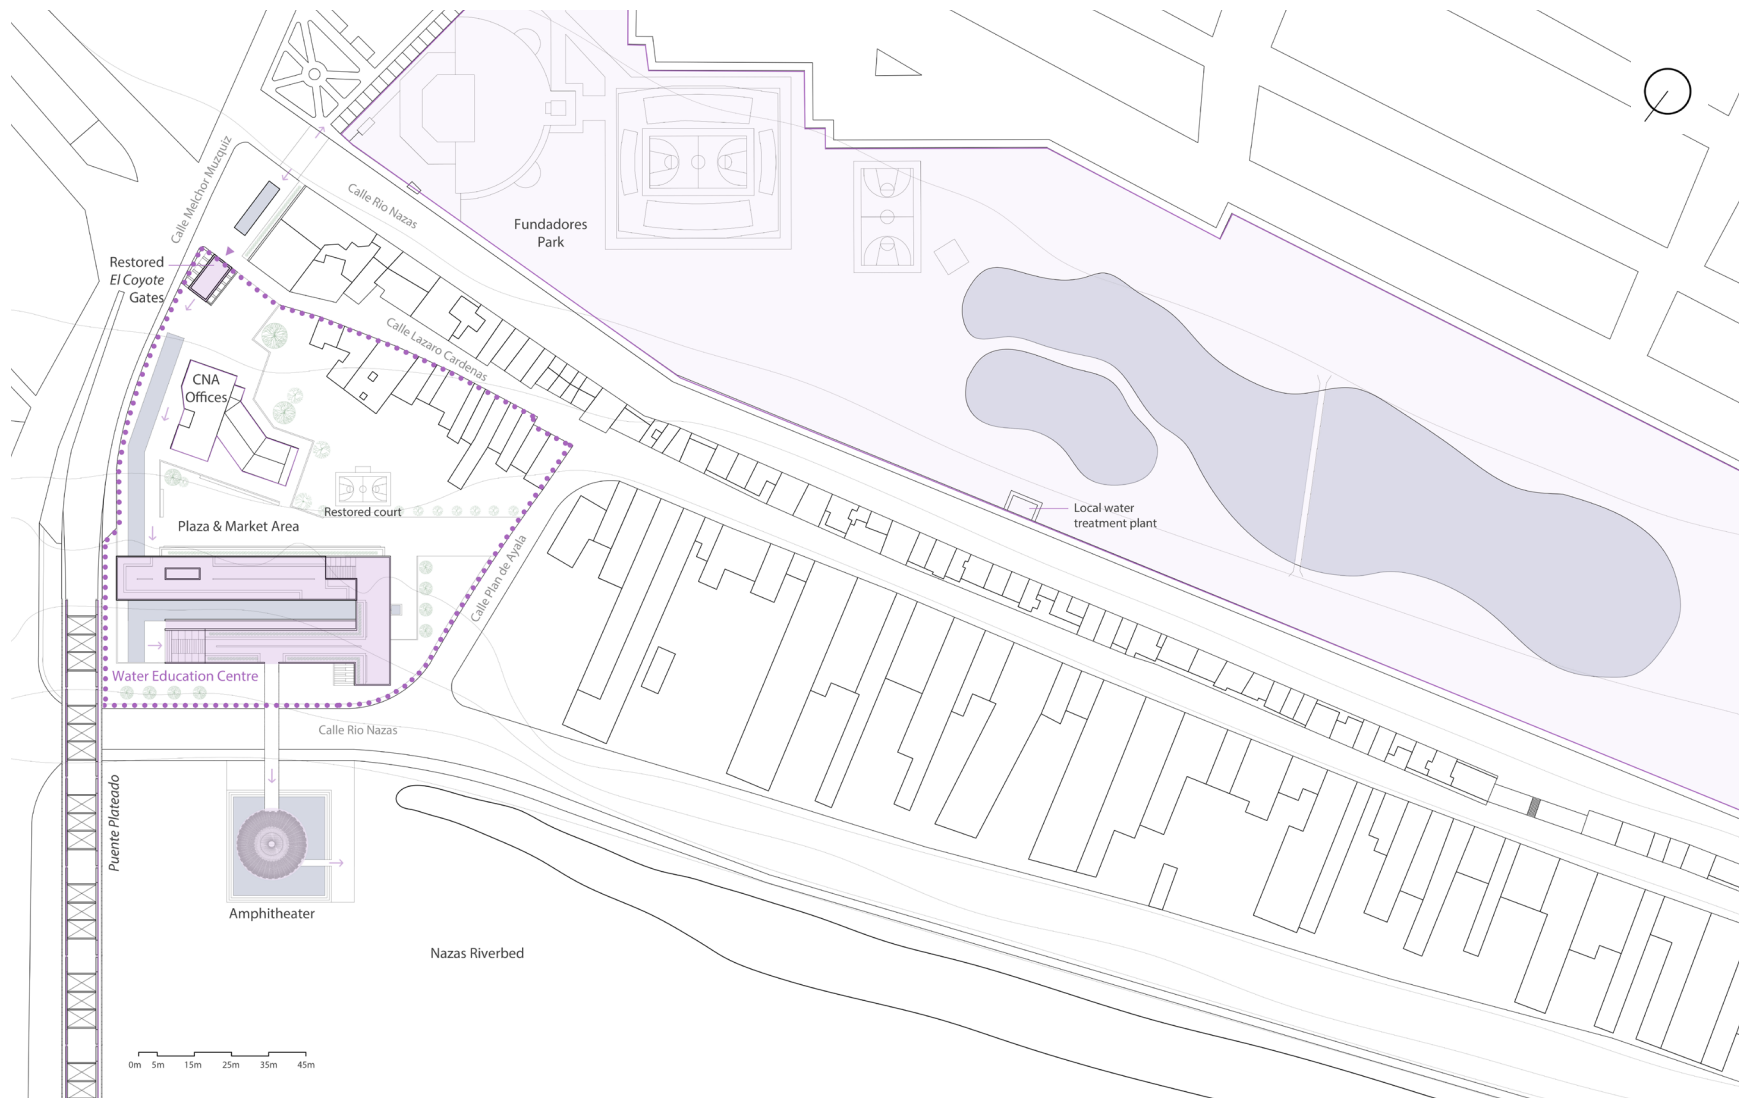 Calle Melchor Muzquiz
Calle Rio Nazas
Fundadores
Park
Restored
El Coyote
Gates
Calle Lazaro Cardenas
CNA
Offices
Restored court
Local water
treatment plant
Plaza & Market Area
Calle Plan de Ayala
Water Education Centre
Calle Rio Nazas
Puente Plateado
Amphitheater
Nazas Riverbed
0m 5m 15m 25m 35m 45m